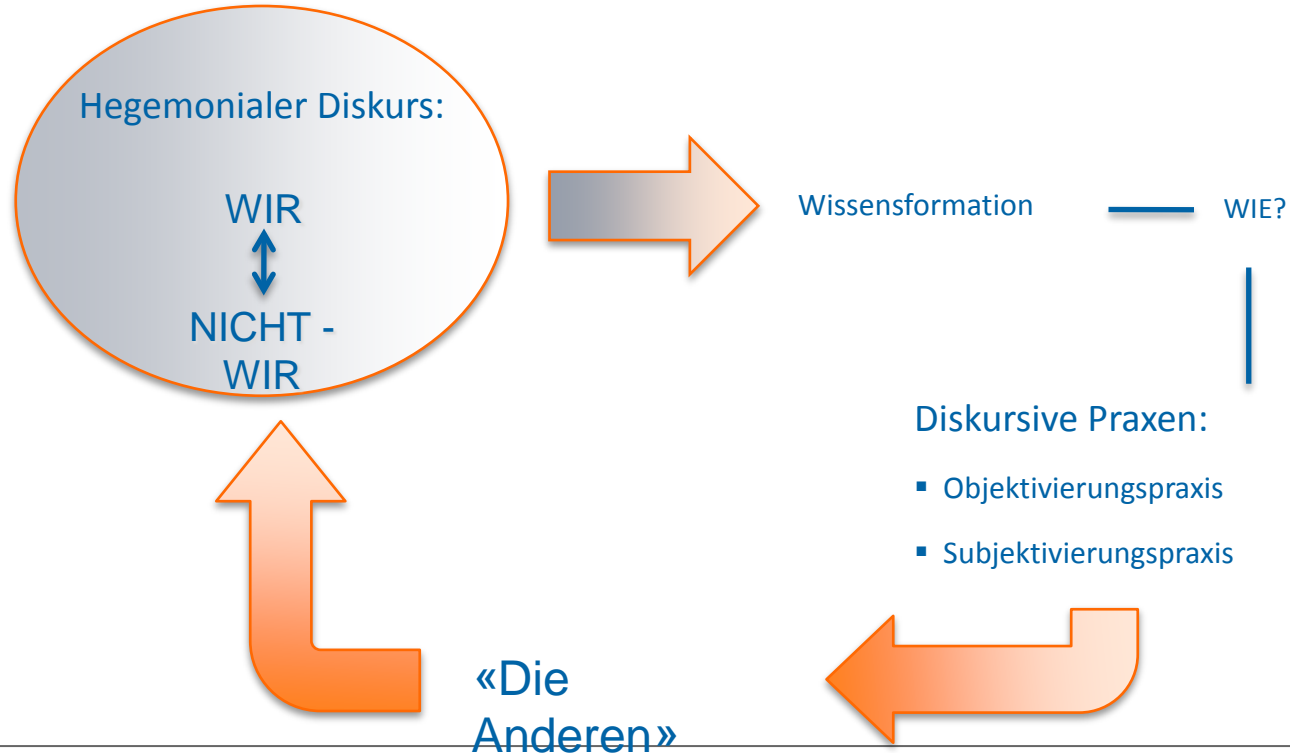 Hegemonialer Diskurs:
WIR
NICHT -
WIR
Wissensformation
WIE?
Diskursive Praxen:
▪ Objektivierungspraxis
▪ Subjektivierungspraxis
«Die
Anderen»